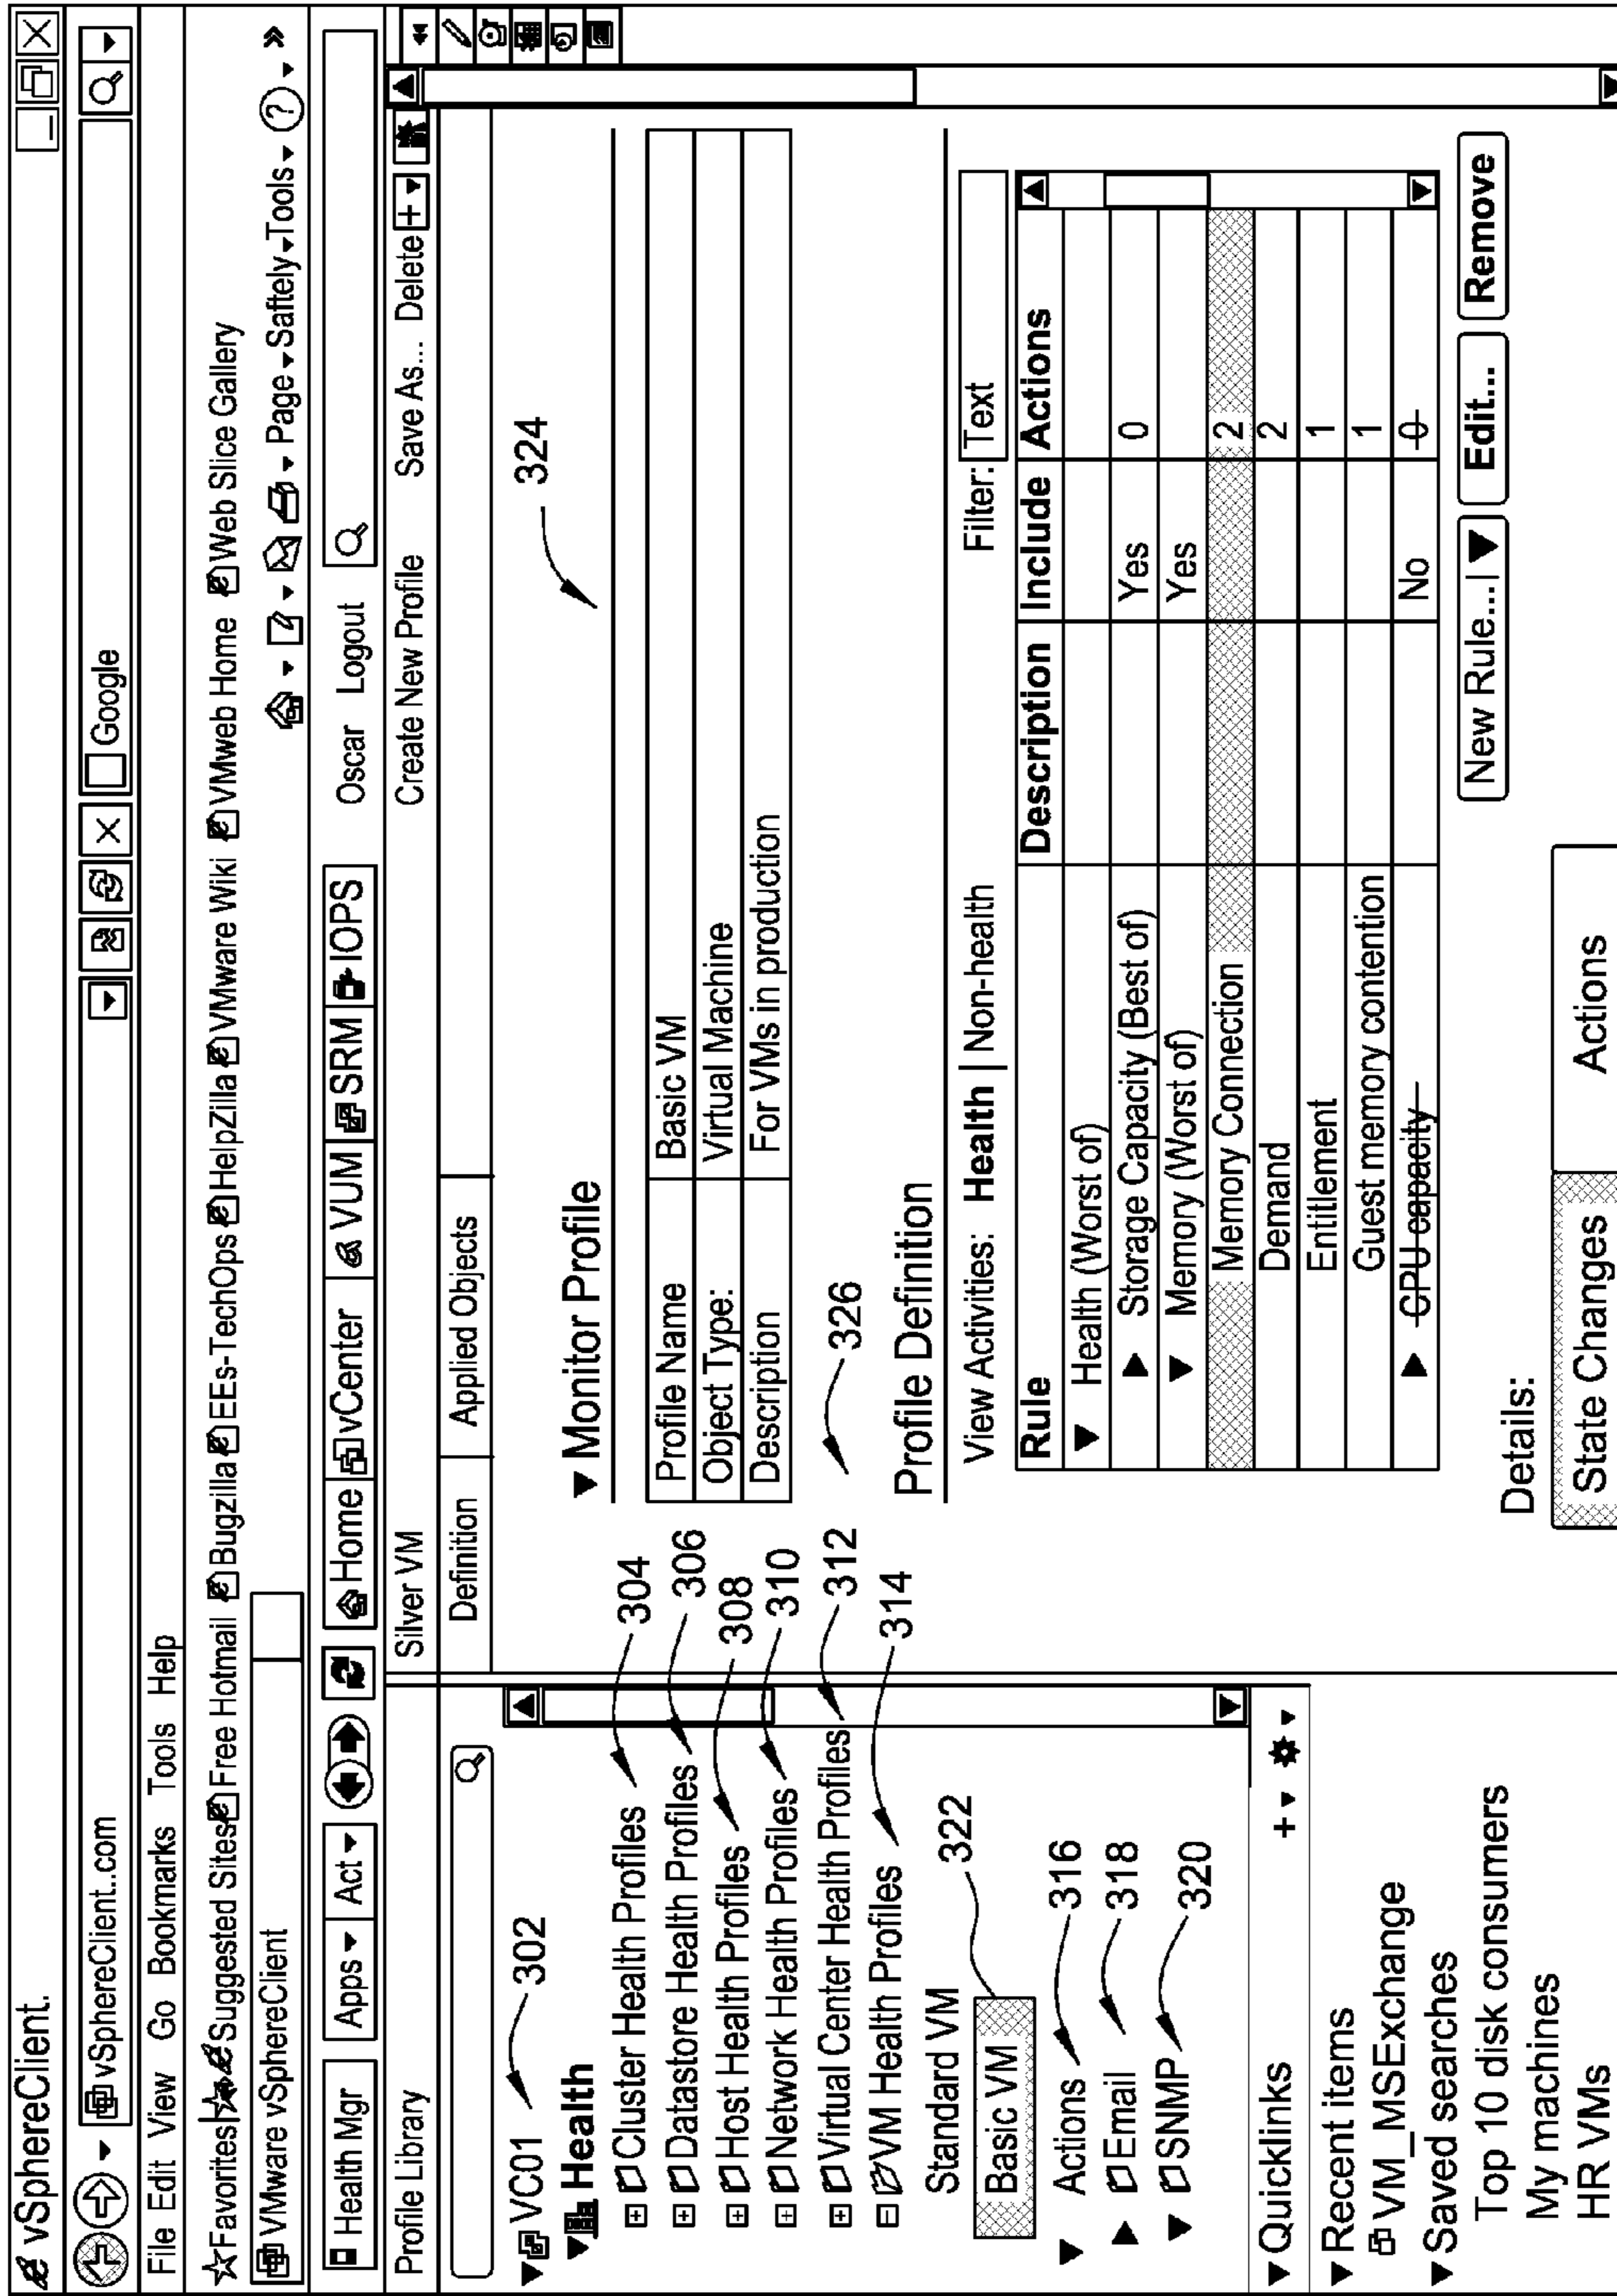 vSphereClient.
vSphereClient..com
Google
File Edit View Go Bookmarks Tools Help
Favorites Suggested Sites Free Hotmail Bugzilla EEs-TechOps HelpZilla VMware Wiki VMweb Home Web Slice Gallery
VMware vSphereClient
Page Saftely Tools ? »
Health Mgr Apps Act Home vCenter VUM SRM IOPS Oscar Logout
Profile Library
Silver VM Create New Profile Save As... Delete +
Definition Applied Objects
VC01 302
Health
Cluster Health Profiles 304
Datastore Health Profiles 306
Host Health Profiles 308
Network Health Profiles 310
Virtual Center Health Profiles 312
VM Health Profiles 314
Standard VM
Basic VM 322
Actions 316
Email 318
SNMP 320
Quicklinks
Recent items
VM_MSExchange
Saved searches
Top 10 disk consumers
My machines
HR VMs
Monitor Profile 324
Profile Name Basic VM
Object Type: Virtual Machine
Description For VMs in production
326
Profile Definition
View Activities: Health | Non-health Filter: Text
Rule Description Include Actions
Health (Worst of)
Storage Capacity (Best of) Yes 0
Memory (Worst of) Yes
Memory Connection 2
Demand 2
Entitlement 1
Guest memory contention 1
CPU capacity No 0
New Rule... Edit... Remove
Details:
State Changes Actions